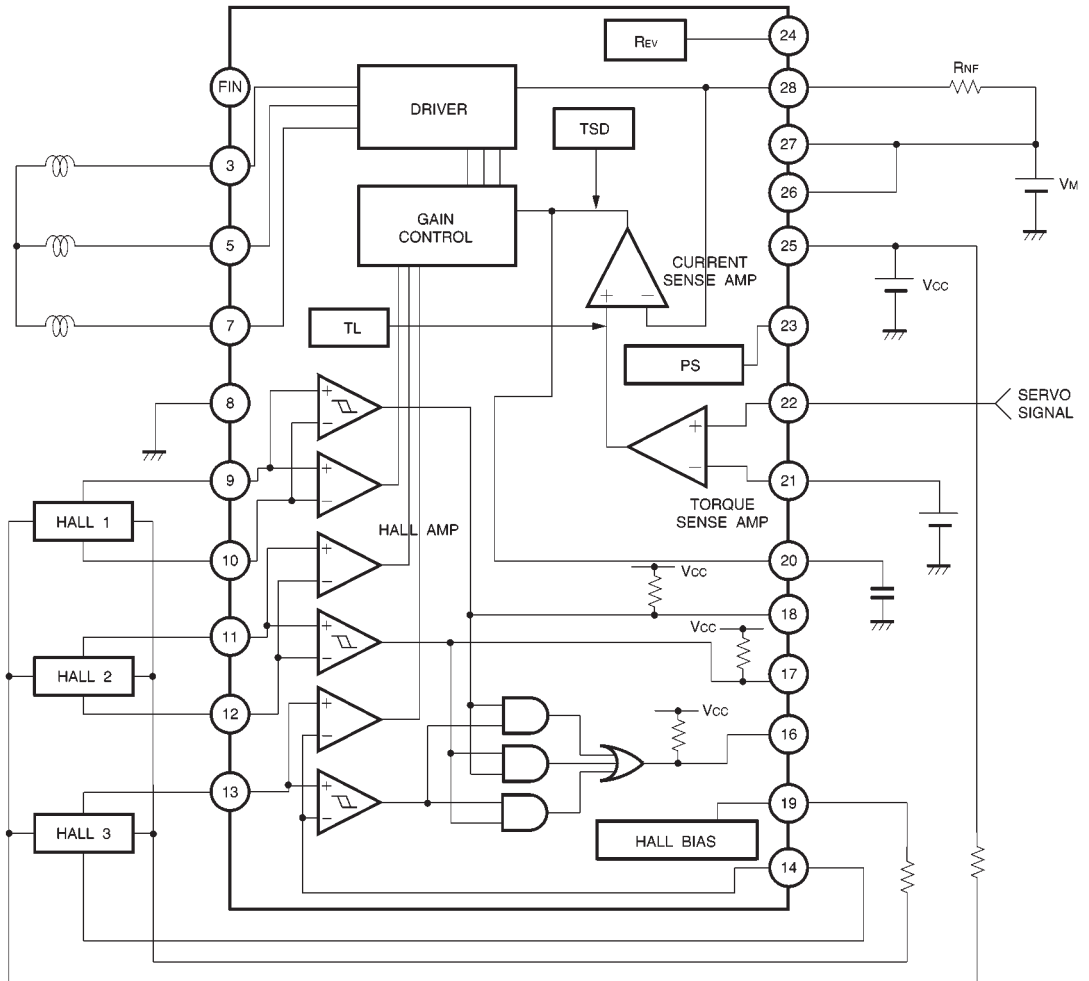 REV
24
FIN
DRIVER
28
RNF
TSD
27
3
26
VM
GAIN
CONTROL
5
25
CURRENT
SENSE AMP
+ −
VCC
7
TL
23
PS
8
+
−
22
SERVO
SIGNAL
+
−
9
+
−
21
TORQUE
SENSE AMP
HALL 1
HALL AMP
10
+
−
20
VCC
18
11
+
−
VCC
HALL 2
17
12
+
−
VCC
16
13
+
−
19
HALL 3
HALL BIAS
14